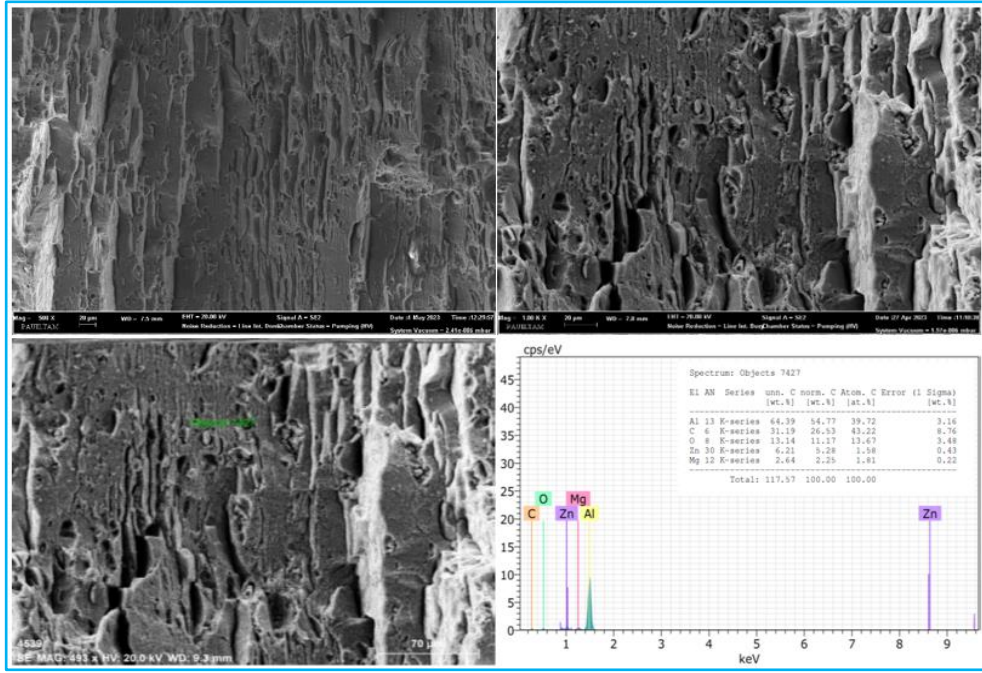 Mag = 500 X
20 µm
WD = 7.5 mm
EHT = 20.00 kV
Signal A = SE2
Date :4 May 2023
Time :12:29:57
Noise Reduction = Line Int. Done
Chamber Status = Pumping (HV)
System Vacuum = 2.41e-006 mbar
Mag = 1.00 K X
20 µm
WD = 7.0 mm
EHT = 20.00 kV
Signal A = SE2
Date :27 Apr 2023
Noise Reduction = Line Int. Done
Chamber Status = Pumping (HV)
System Vacuum = 1.97e-006 mbar
4539
70 µm
SE MAG: 493 x HV: 20.0 kV WD: 9.3 mm
cps/eV
Spectrum: Objects 7427
El AN Series unn. C norm. C Atom. C Error (1 Sigma)
[wt.%] [wt.%] [at.%] [wt.%]
Al 13 K-series 64.39 54.77 39.72 3.16
C 6 K-series 31.19 26.53 43.22 8.76
O 8 K-series 13.14 11.17 13.67 3.48
Zn 30 K-series 6.21 5.28 1.58 0.43
Mg 12 K-series 2.64 2.25 1.81 0.22
Total: 117.57 100.00 100.00
45
40
35
30
25
20
15
10
5
0
C O Zn Mg Al Zn
1 2 3 4 5 6 7 8 9
keV